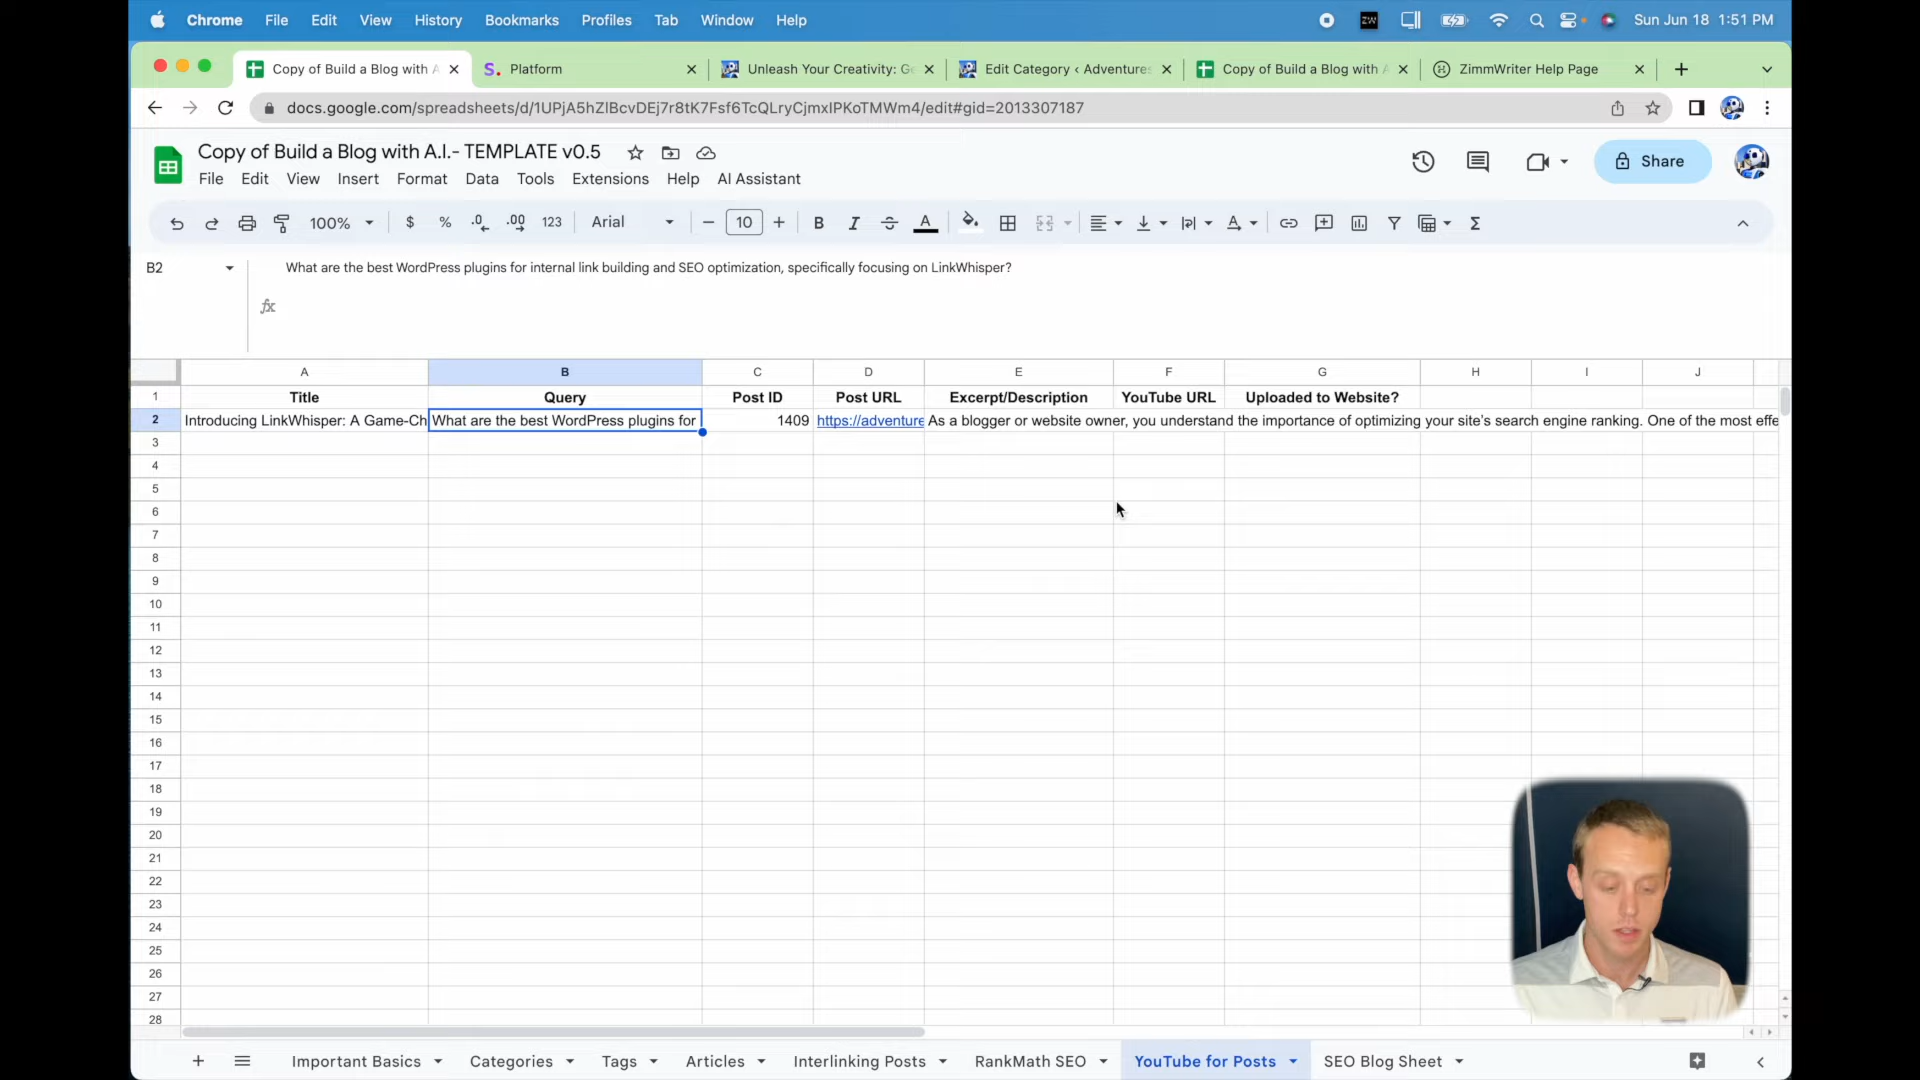 Chrome File Edit View History Bookmarks Profiles Tab Window Help ZW Sun Jun 18 1:51 PM
Copy of Build a Blog with A S. Platform Unleash Your Creativity: Ge Edit Category ‹ Adventures Copy of Build a Blog with A ZimmWriter Help Page
docs.google.com/spreadsheets/d/1UPjA5hZlBcvDEj7r8tK7Fsf6TcQLryCjmxIPKoTMWm4/edit#gid=2013307187
Copy of Build a Blog with A.I.- TEMPLATE v0.5
File Edit View Insert Format Data Tools Extensions Help AI Assistant
Share
100% $ % .0 .00 123 Arial 10 B I S A
B2 What are the best WordPress plugins for internal link building and SEO optimization, specifically focusing on LinkWhisper?
fx
A B C D E F G H I J
1 Title Query Post ID Post URL Excerpt/Description YouTube URL Uploaded to Website?
2 Introducing LinkWhisper: A Game-Ch What are the best WordPress plugins for 1409 https://adventure As a blogger or website owner, you understand the importance of optimizing your site's search engine ranking. One of the most effe
3
4
5
6
7
8
9
10
11
12
13
14
15
16
17
18
19
20
21
22
23
24
25
26
27
28
Important Basics Categories Tags Articles Interlinking Posts RankMath SEO YouTube for Posts SEO Blog Sheet